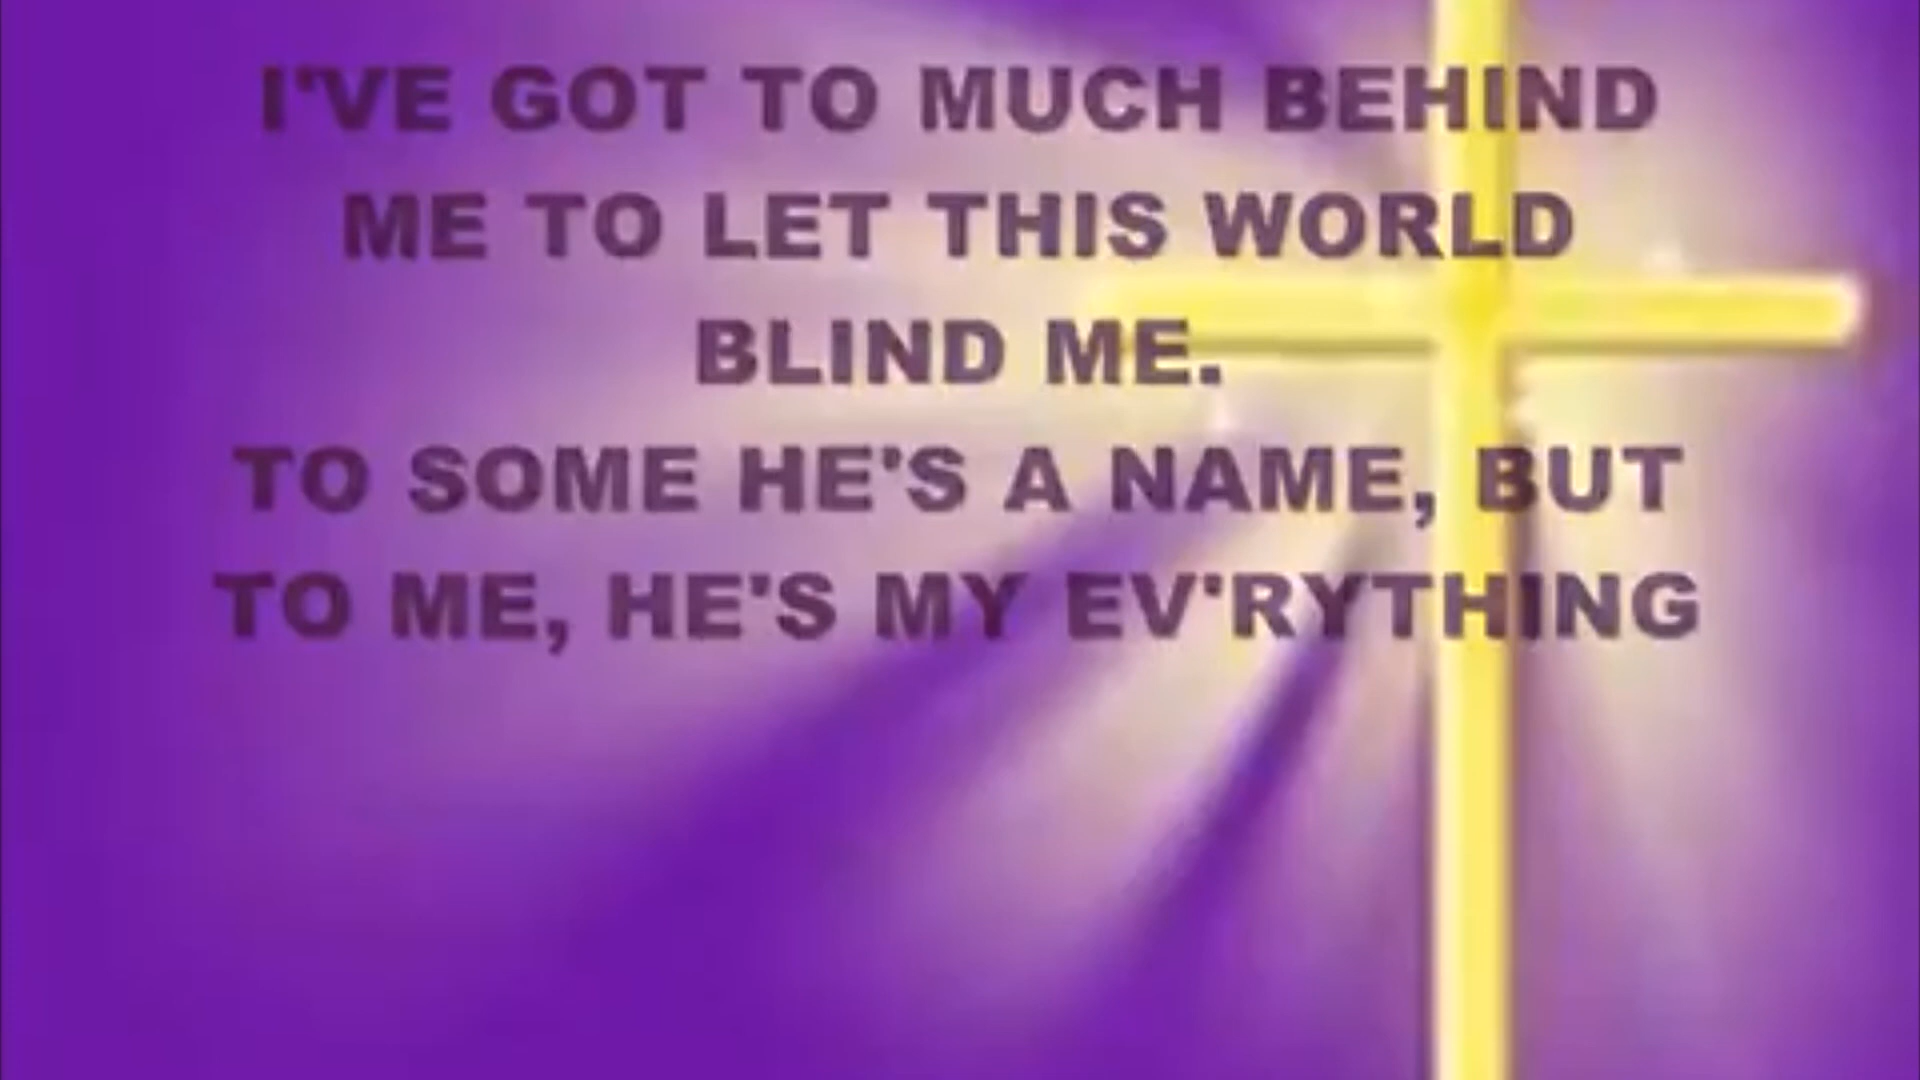 I'VE GOT TO MUCH BEHIND
ME TO LET THIS WORLD
BLIND ME.
TO SOME HE'S A NAME, BUT
TO ME, HE'S MY EV'RYTHING